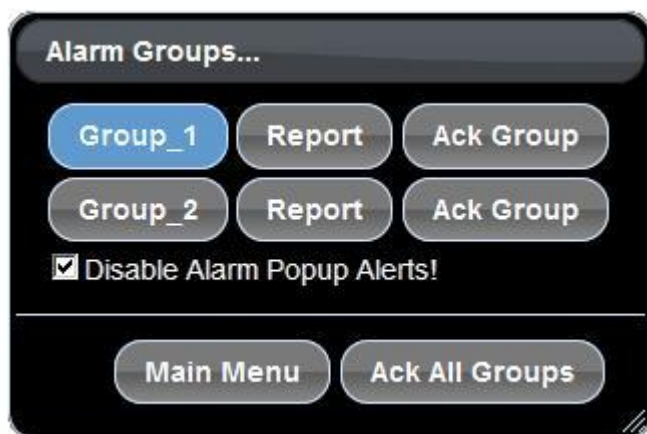 Alarm Groups...
Group_1 Report Ack Group
Group_2 Report Ack Group
Disable Alarm Popup Alerts!
Main Menu Ack All Groups